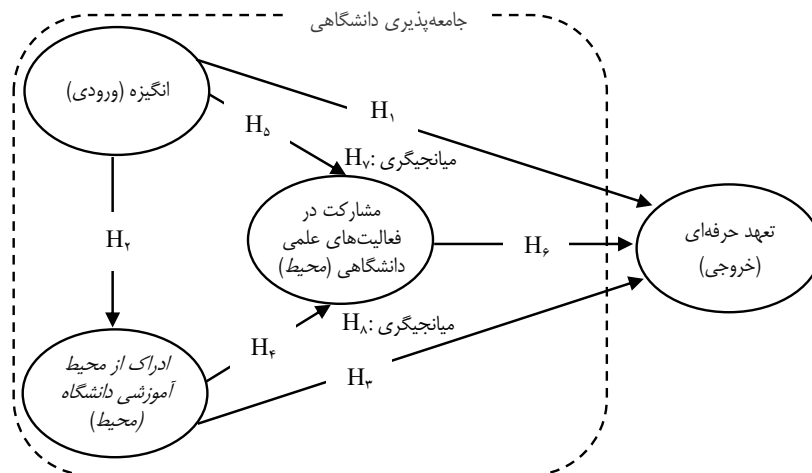 جامعه‌پذیری دانشگاهی
انگیزه (ورودی)
H۱
H۵
H۷: میانجیگری
مشارکت در
فعالیت‌های علمی
دانشگاهی (محیط)
تعهد حرفه‌ای
(خروجی)
H۲
H۶
H۸: میانجیگری
ادراک از محیط
آموزشی دانشگاه
(محیط)
H۴
H۳